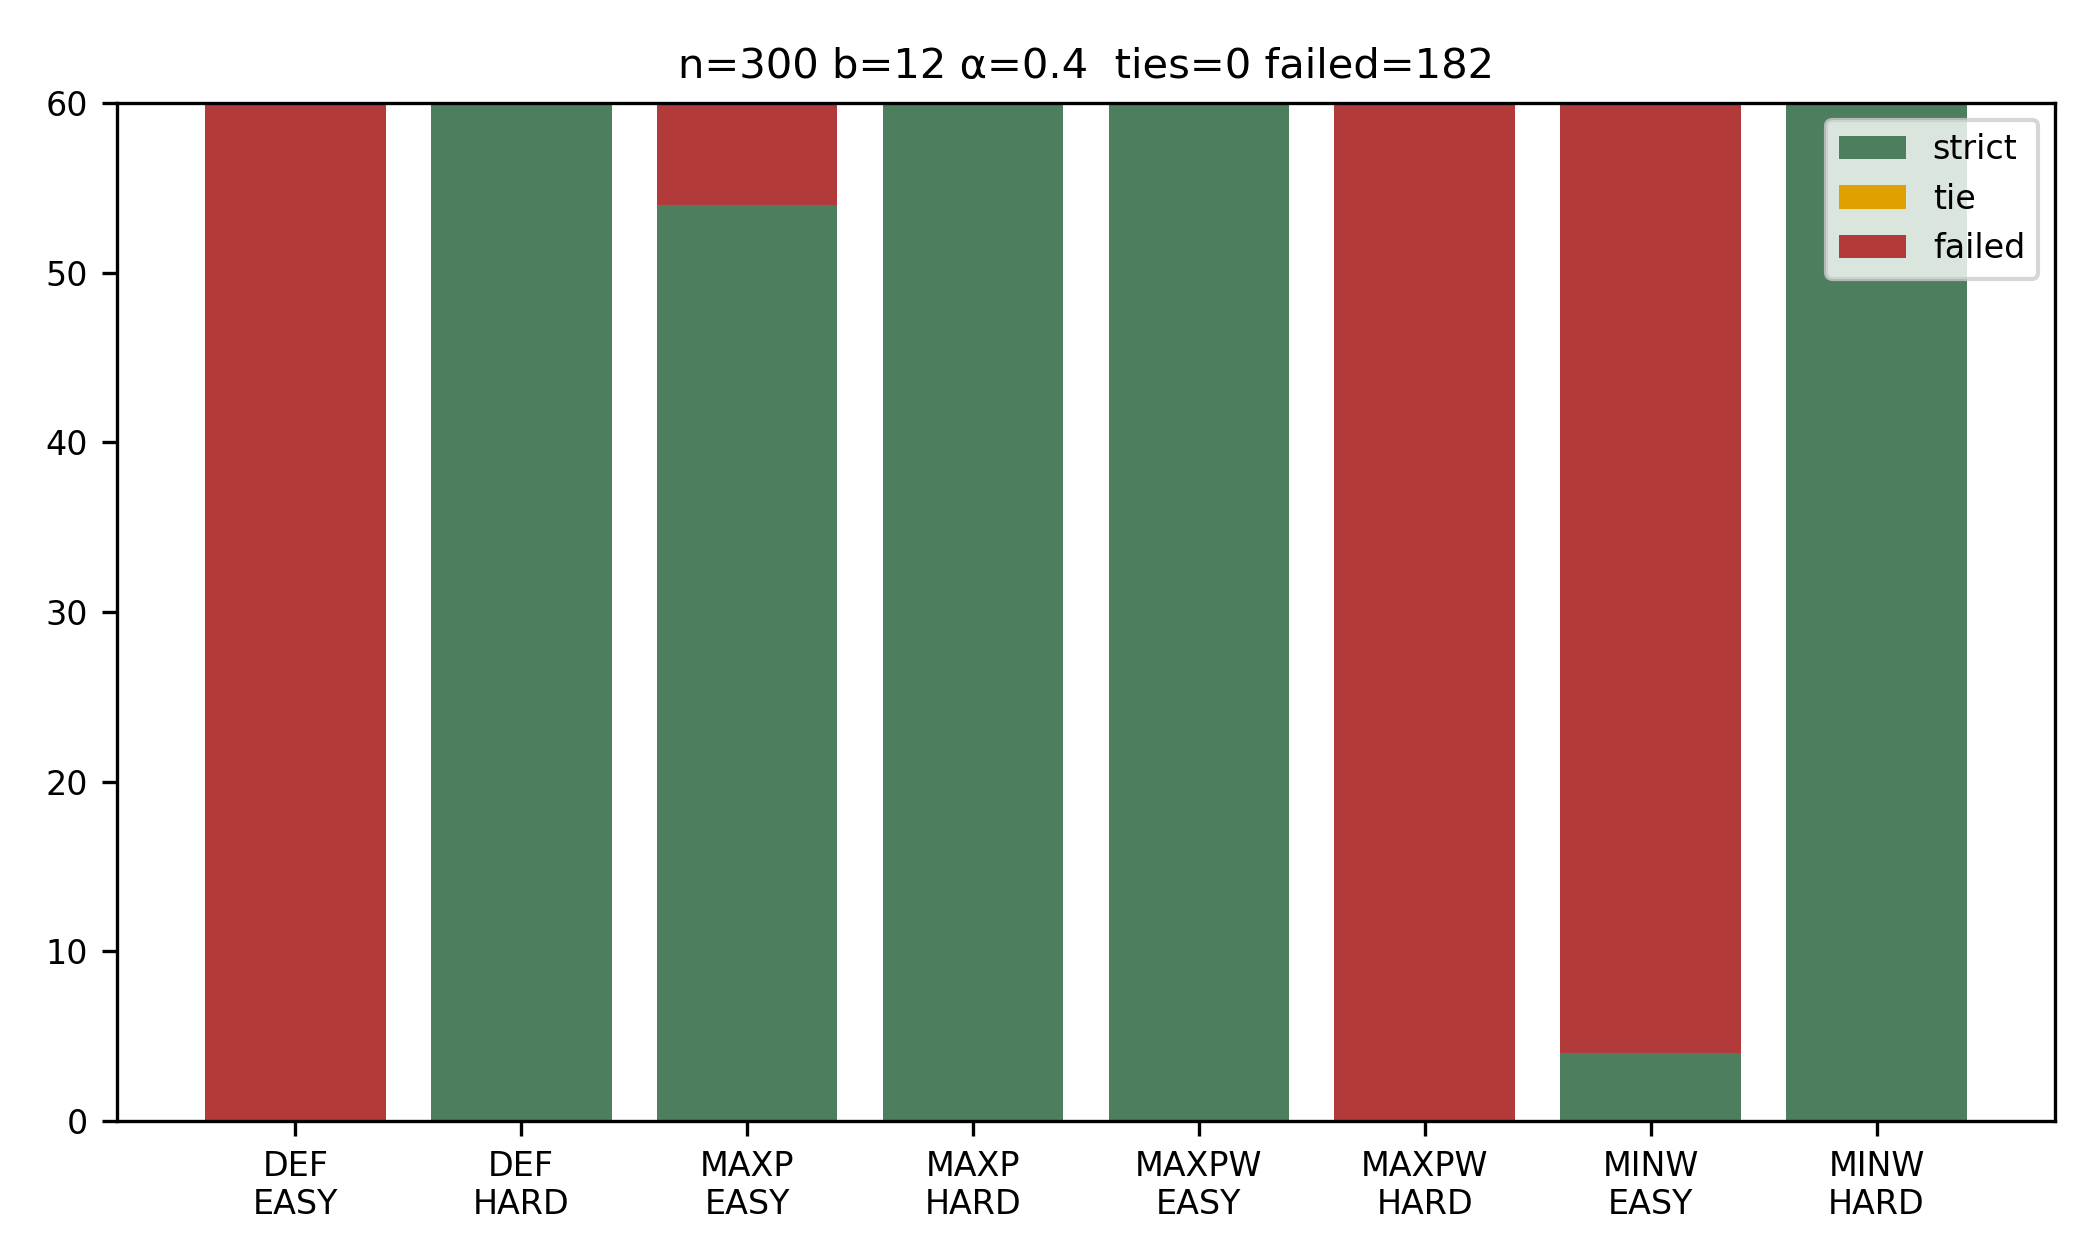 n=300 b=12 α=0.4  ties=0 failed=182
60
50
40
30
20
10
0
strict
tie
failed
DEF
EASY
DEF
HARD
MAXP
EASY
MAXP
HARD
MAXPW
EASY
MAXPW
HARD
MINW
EASY
MINW
HARD